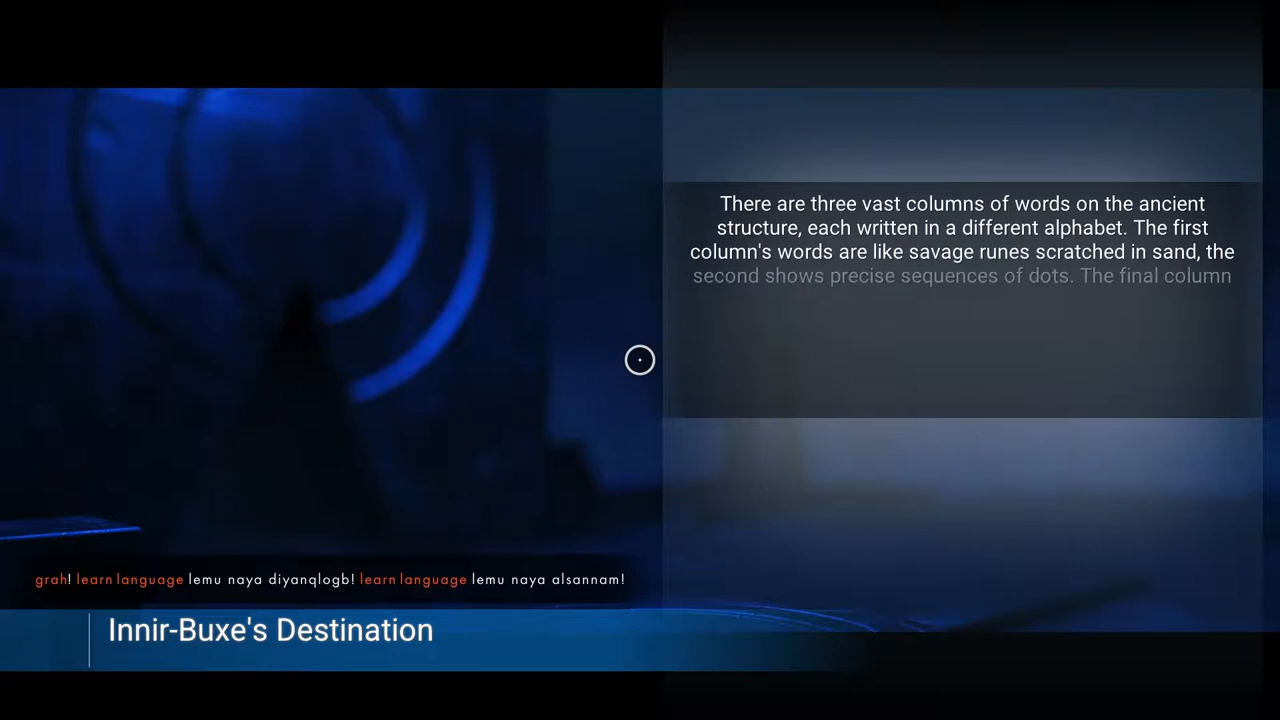 There are three vast columns of words on the ancient
structure, each written in a different alphabet. The first
column's words are like savage runes scratched in sand, the
second shows precise sequences of dots. The final column
grah! learn language lemu naya diyanqlogb! learn language lemu naya alsannam!
Innir-Buxe's Destination